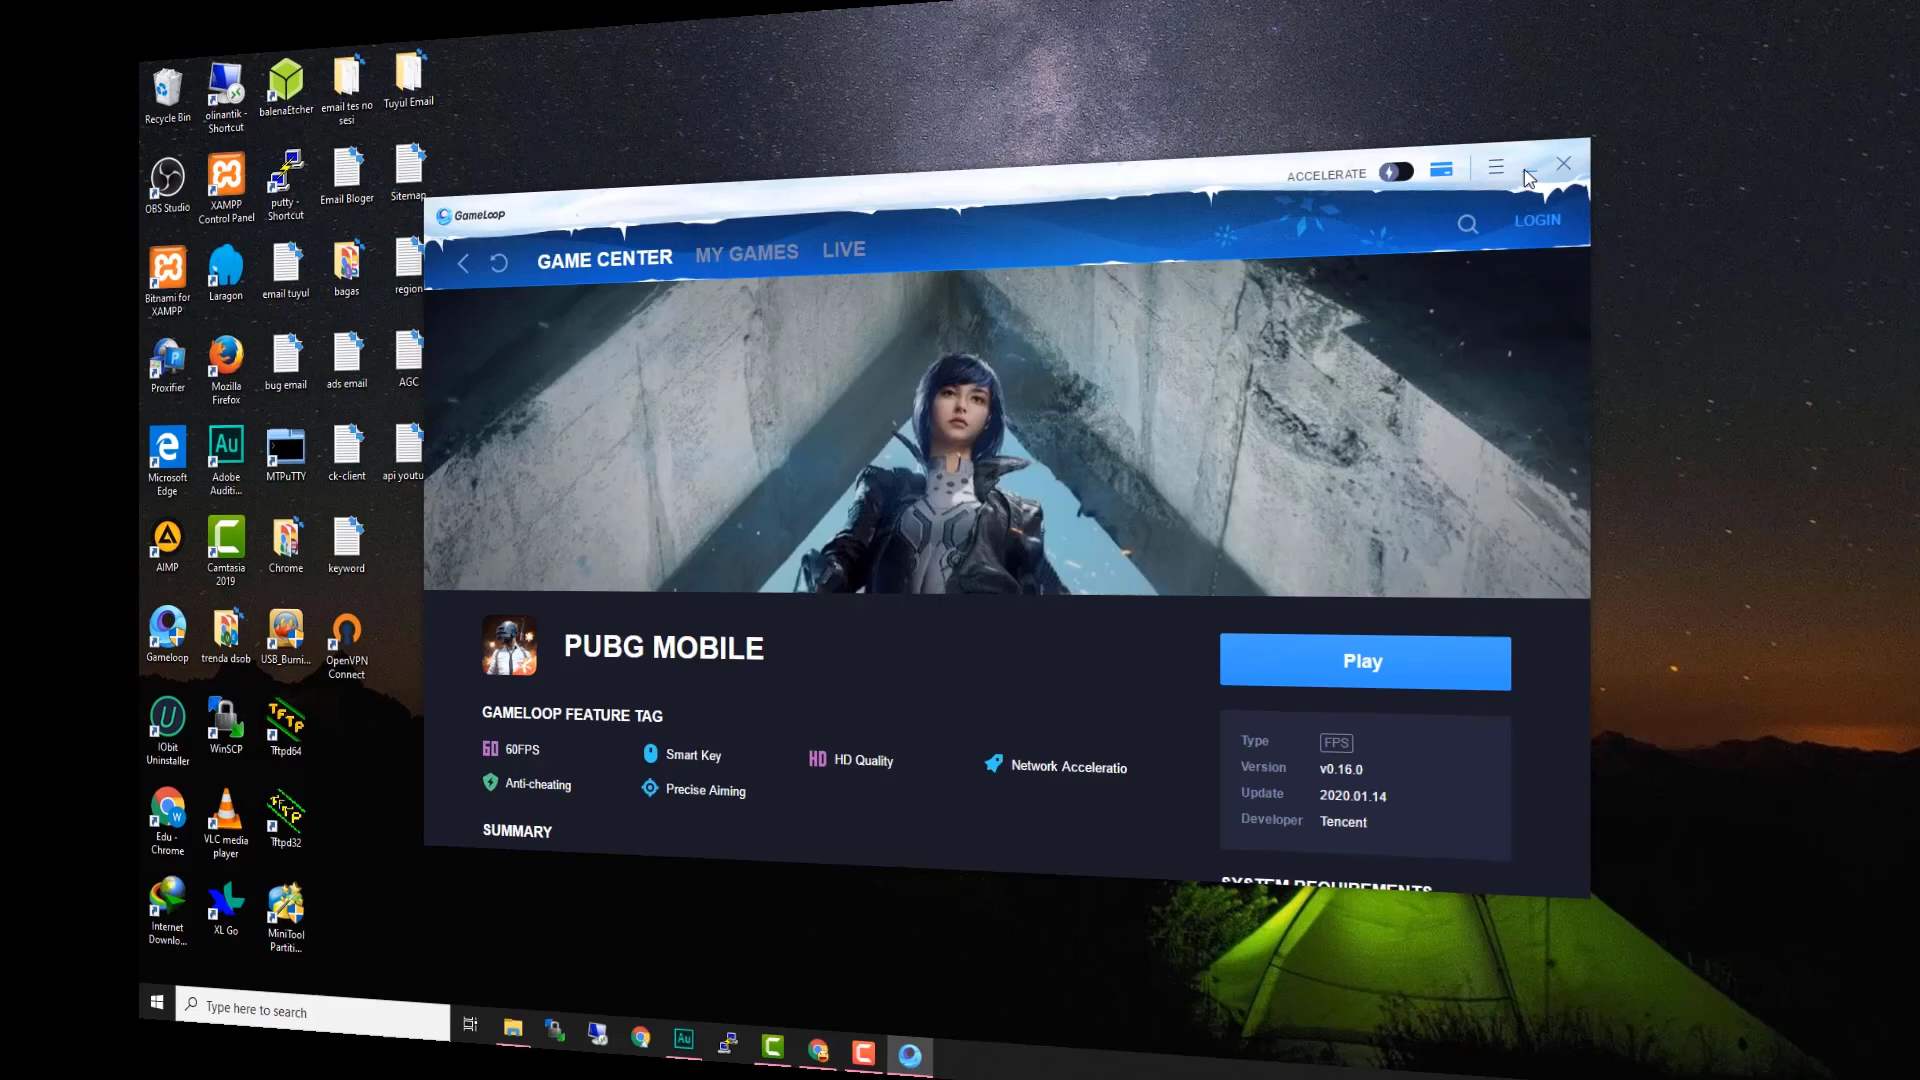 Recycle Bin
olinantik -
Shortcut
balenaEtcher
email tes no
sesi
Tuyul Email
OBS Studio
XAMPP
Control Panel
putty -
Shortcut
Email Bloger
Sitemap
Bitnami for
XAMPP
Laragon
email tuyul
bagas
region
Proxifier
Mozilla
Firefox
bug email
ads email
AGC
Microsoft
Edge
Adobe
Auditi...
MTPuTTY
ck-client
api youtu
AIMP
Camtasia
2019
Chrome
keyword
Gameloop
trenda dsob
USB_Burni...
OpenVPN
Connect
IObit
Uninstaller
WinSCP
Tftpd64
Edu -
Chrome
VLC media
player
Tftpd32
Internet
Downlo...
XL Go
MiniTool
Partiti...
GameLoop
ACCELERATE
GAME CENTER
MY GAMES
LIVE
LOGIN
PUBG MOBILE
Play
GAMELOOP FEATURE TAG
60 60FPS
Smart Key
HD HD Quality
Network Acceleratio
Anti-cheating
Precise Aiming
SUMMARY
Type FPS
Version v0.16.0
Update 2020.01.14
Developer Tencent
SYSTEM REQUIREMENTS
Type here to search